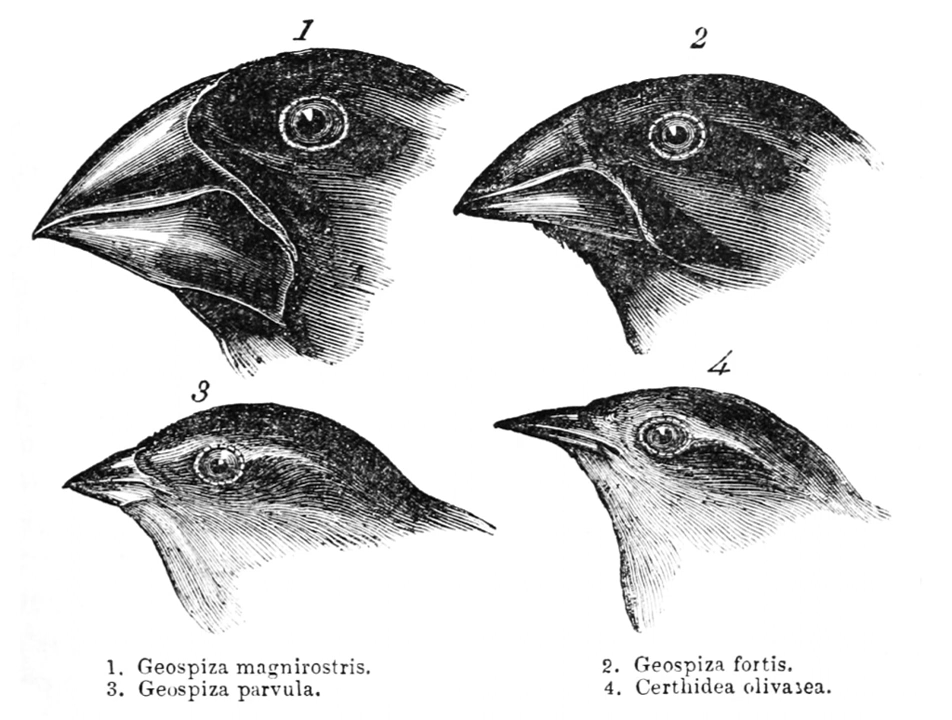 1
2
3
4
1. Geospiza magnirostris.
2. Geospiza fortis.
3. Geospiza parvula.
4. Certhidea olivasea.